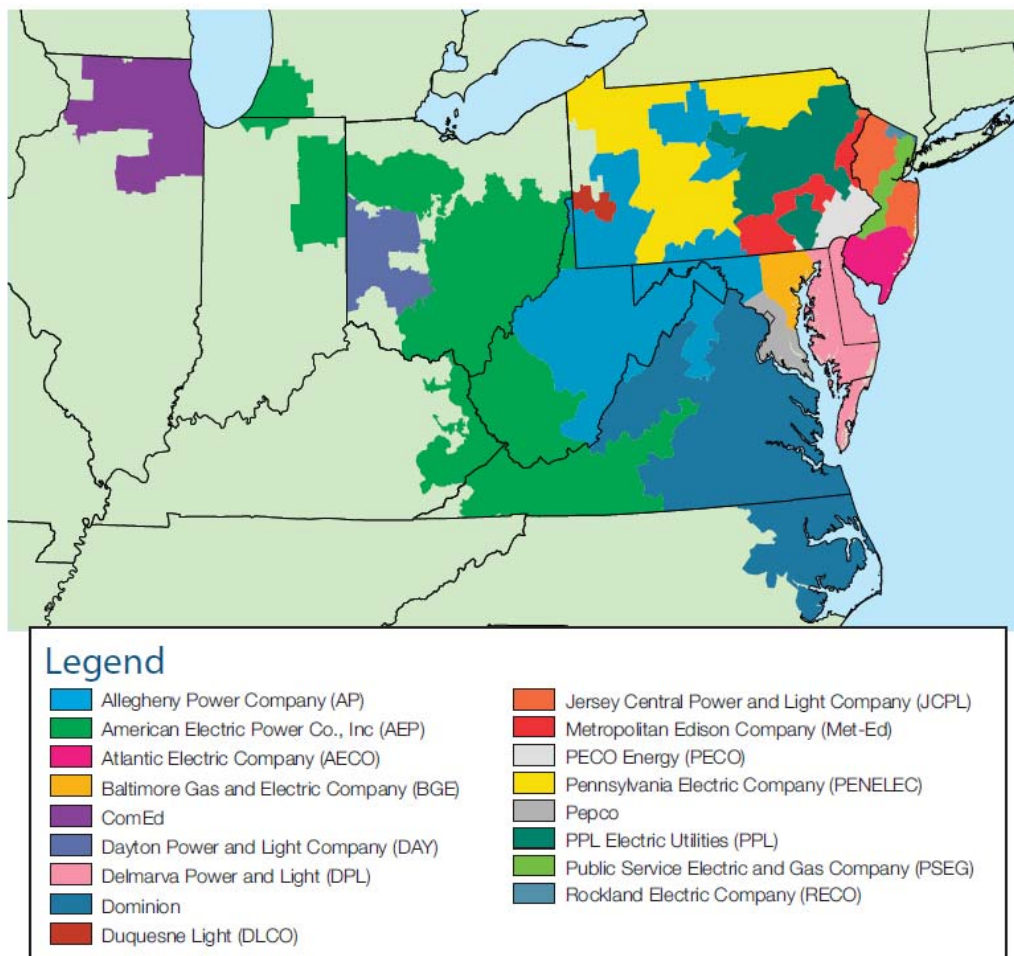 Legend
Allegheny Power Company (AP)
American Electric Power Co., Inc (AEP)
Atlantic Electric Company (AECO)
Baltimore Gas and Electric Company (BGE)
ComEd
Dayton Power and Light Company (DAY)
Delmarva Power and Light (DPL)
Dominion
Duquesne Light (DLCO)
Jersey Central Power and Light Company (JCPL)
Metropolitan Edison Company (Met-Ed)
PECO Energy (PECO)
Pennsylvania Electric Company (PENELEC)
Pepco
PPL Electric Utilities (PPL)
Public Service Electric and Gas Company (PSEG)
Rockland Electric Company (RECO)